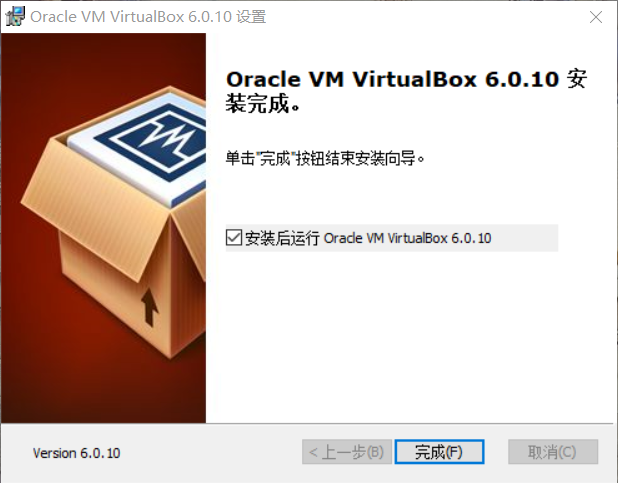 Oracle VM VirtualBox 6.0.10 设置
Oracle VM VirtualBox 6.0.10 安
装完成。
单击"完成"按钮结束安装向导。
安装后运行 Oracle VM VirtualBox 6.0.10
Version 6.0.10
< 上一步(B)
完成(F)
取消(C)